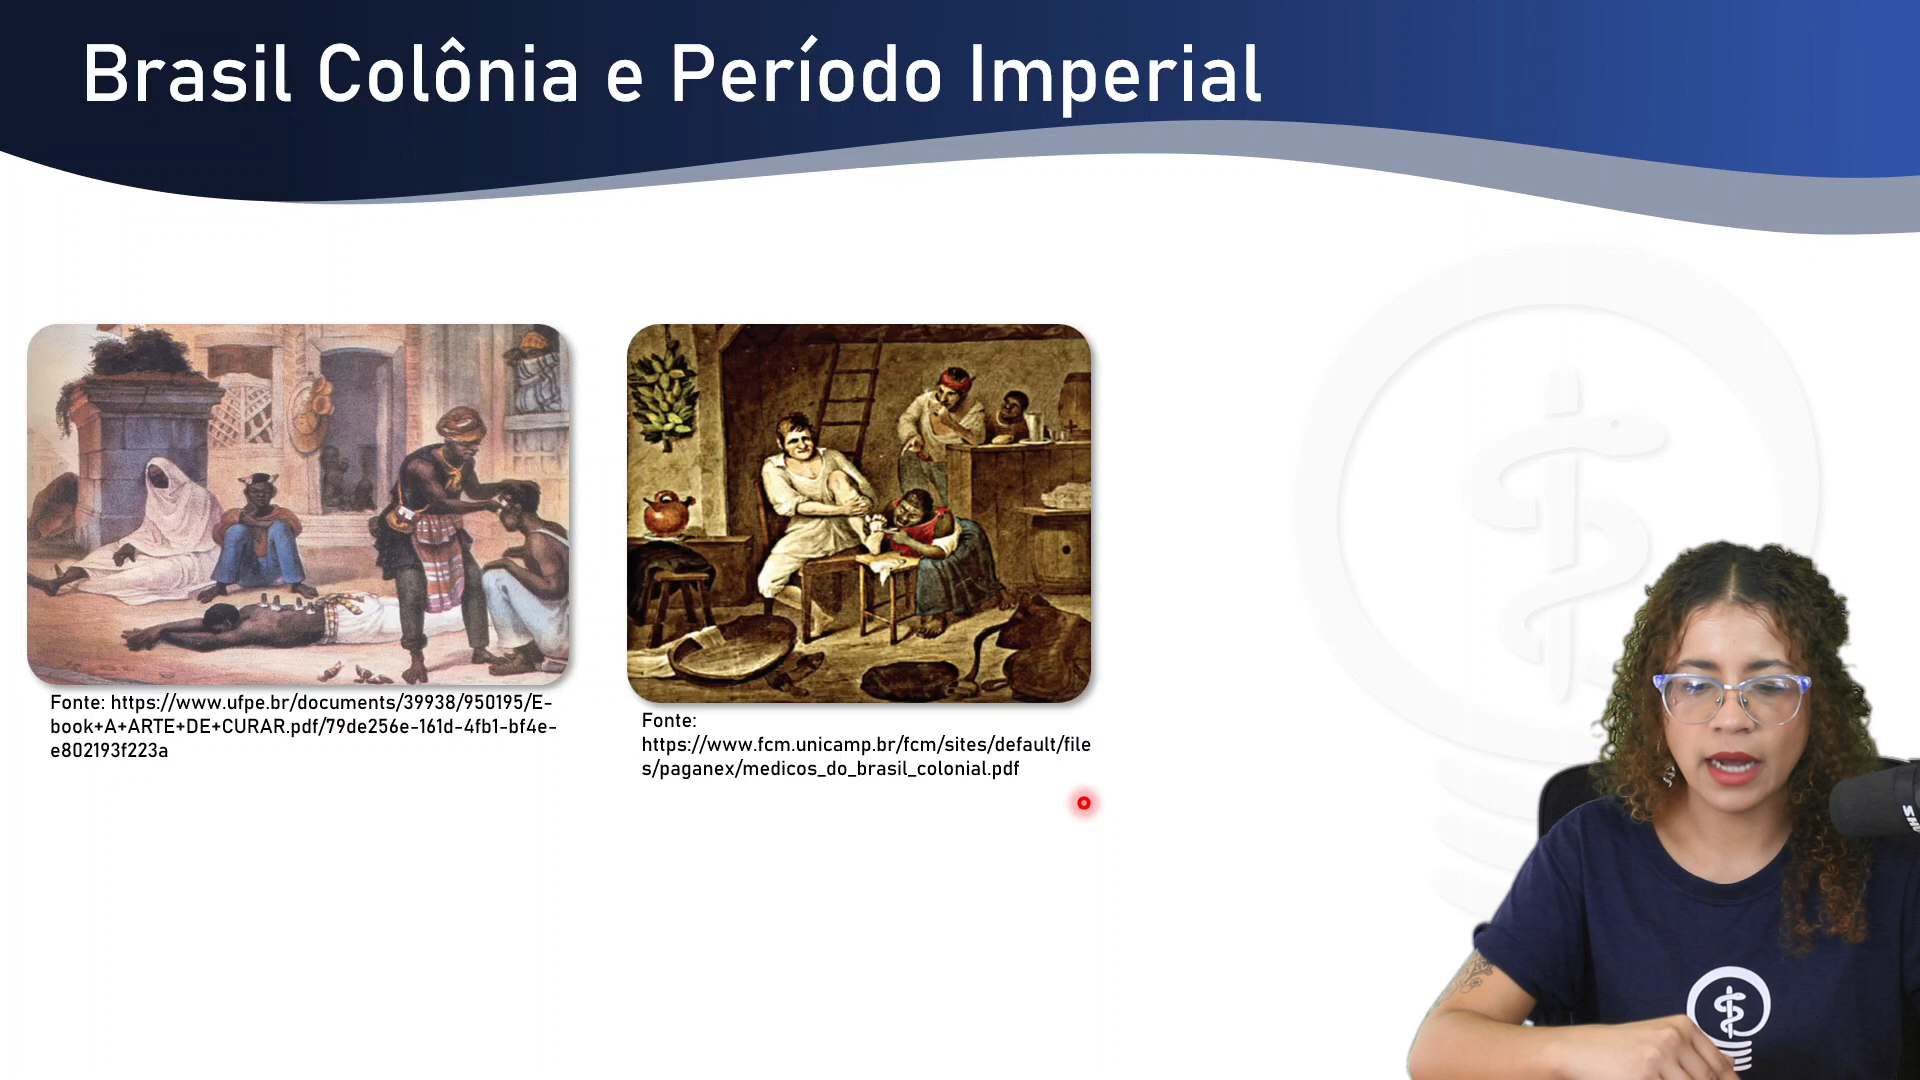 Brasil Colônia e Período Imperial
Fonte: https://www.ufpe.br/documents/39938/950195/E-
book+A+ARTE+DE+CURAR.pdf/79de256e-161d-4fb1-bf4e-
e802193f223a
Fonte:
https://www.fcm.unicamp.br/fcm/sites/default/file
s/paganex/medicos_do_brasil_colonial.pdf